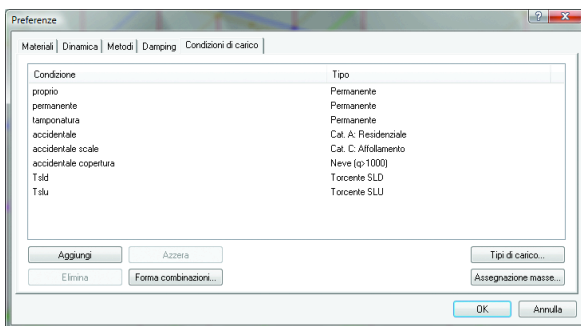 Preferenze
Materiali Dinamica Metodi Damping Condizioni di carico
Condizione Tipo
proprio Permanente
permanente Permanente
tamponatura Permanente
accidentale Cat. A: Residenziale
accidentale scale Cat. C: Affollamento
accidentale copertura Neve (q>1000)
Tsld Torcente SLD
Tslu Torcente SLU
Aggiungi Azzera Tipi di carico...
Elimina Forma combinazioni... Assegnazione masse...
OK Annulla